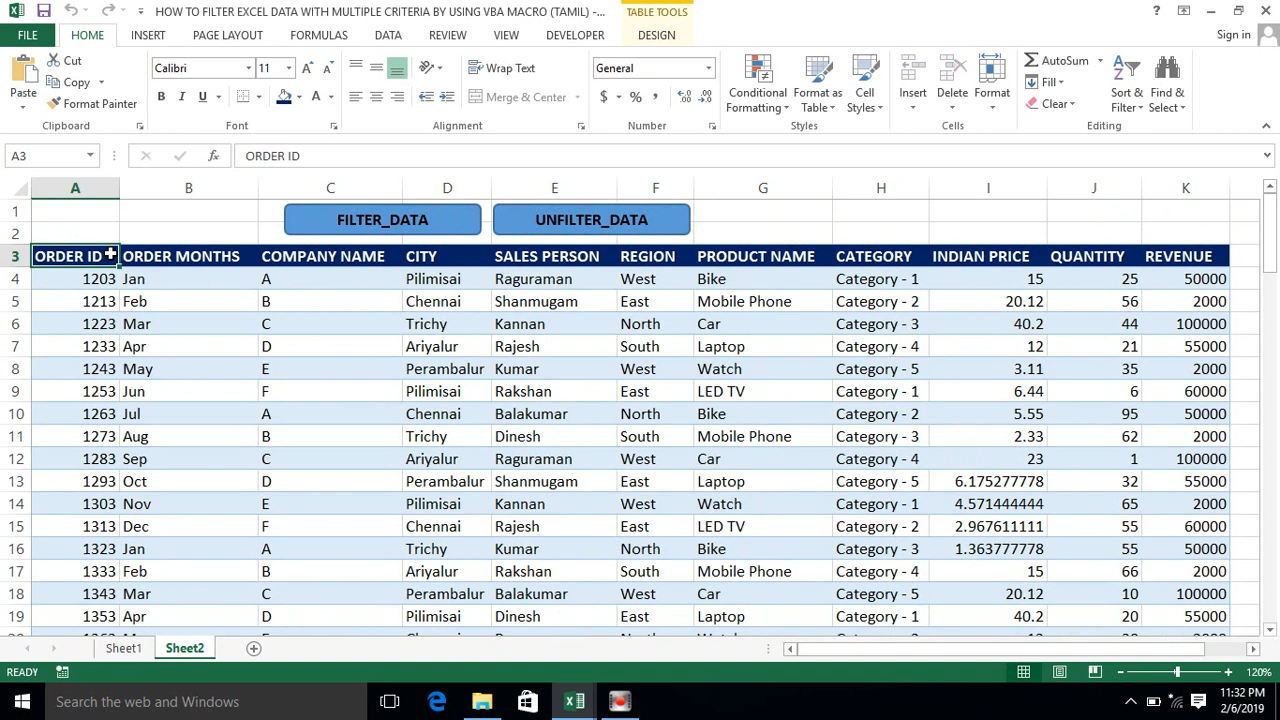 HOW TO FILTER EXCEL DATA WITH MULTIPLE CRITERIA BY USING VBA MACRO (TAMIL) -...
TABLE TOOLS
?
FILE HOME INSERT PAGE LAYOUT FORMULAS DATA REVIEW VIEW DEVELOPER DESIGN Sign in
Paste
Cut
Copy
Format Painter
Clipboard
Calibri 11
B I U A
Font
Wrap Text
Merge & Center
Alignment
General
$ % ,
Number
Conditional Formatting
Format as Table
Cell Styles
Styles
Insert
Delete
Format
Cells
AutoSum
Fill
Clear
Sort & Filter
Find & Select
Editing
A3 fx ORDER ID
A B C D E F G H I J K
1 FILTER_DATA UNFILTER_DATA
2
3 ORDER ID ORDER MONTHS COMPANY NAME CITY SALES PERSON REGION PRODUCT NAME CATEGORY INDIAN PRICE QUANTITY REVENUE
4 1203 Jan A Pilimisai Raguraman West Bike Category - 1 15 25 50000
5 1213 Feb B Chennai Shanmugam East Mobile Phone Category - 2 20.12 56 2000
6 1223 Mar C Trichy Kannan North Car Category - 3 40.2 44 100000
7 1233 Apr D Ariyalur Rajesh South Laptop Category - 4 12 21 55000
8 1243 May E Perambalur Kumar West Watch Category - 5 3.11 35 2000
9 1253 Jun F Pilimisai Rakshan East LED TV Category - 1 6.44 6 60000
10 1263 Jul A Chennai Balakumar North Bike Category - 2 5.55 95 50000
11 1273 Aug B Trichy Dinesh South Mobile Phone Category - 3 2.33 62 2000
12 1283 Sep C Ariyalur Raguraman West Car Category - 4 23 1 100000
13 1293 Oct D Perambalur Shanmugam East Laptop Category - 5 6.175277778 32 55000
14 1303 Nov E Pilimisai Kannan West Watch Category - 1 4.571444444 65 2000
15 1313 Dec F Chennai Rajesh East LED TV Category - 2 2.967611111 55 60000
16 1323 Jan A Trichy Kumar North Bike Category - 3 1.363777778 55 50000
17 1333 Feb B Ariyalur Rakshan South Mobile Phone Category - 4 15 66 2000
18 1343 Mar C Perambalur Balakumar West Car Category - 5 20.12 10 100000
19 1353 Apr D Pilimisai Dinesh East Laptop Category - 1 40.2 20 55000
Sheet1 Sheet2
READY 120%
Search the web and Windows
11:32 PM
2/6/2019